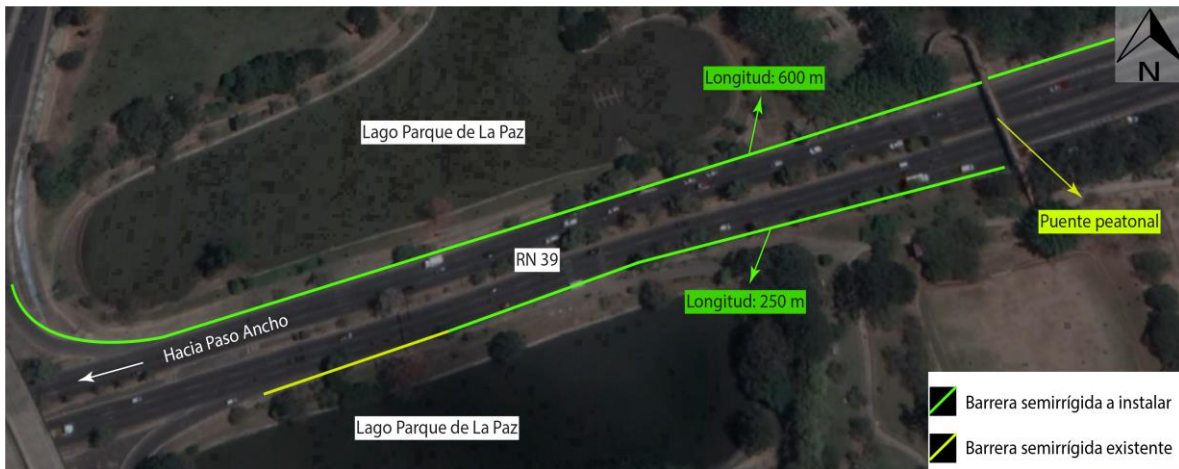 N
Longitud: 600 m
Lago Parque de La Paz
Puente peatonal
RN 39
Longitud: 250 m
Hacia Paso Ancho
Lago Parque de La Paz
Barrera semirrígida a instalar
Barrera semirrígida existente